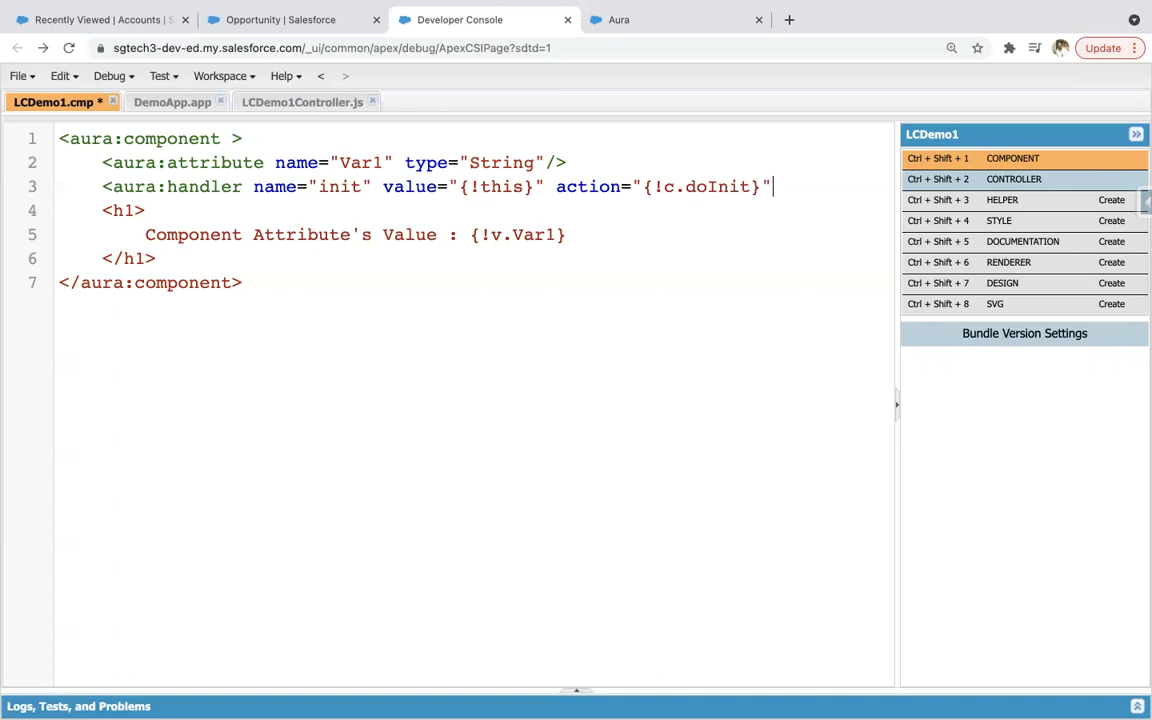 Recently Viewed | Accounts | S
Opportunity | Salesforce
Developer Console
Aura
sgtech3-dev-ed.my.salesforce.com/_ui/common/apex/debug/ApexCSIPage?sdtd=1
Update
File
Edit
Debug
Test
Workspace
Help
<
>
LCDemo1.cmp *
DemoApp.app
LCDemo1Controller.js
1 <aura:component >
2 <aura:attribute name="Var1" type="String"/>
3 <aura:handler name="init" value="{!this}" action="{!c.doInit}"
4 <h1>
5 Component Attribute's Value : {!v.Var1}
6 </h1>
7 </aura:component>
LCDemo1
Ctrl + Shift + 1 COMPONENT
Ctrl + Shift + 2 CONTROLLER
Ctrl + Shift + 3 HELPER Create
Ctrl + Shift + 4 STYLE Create
Ctrl + Shift + 5 DOCUMENTATION Create
Ctrl + Shift + 6 RENDERER Create
Ctrl + Shift + 7 DESIGN Create
Ctrl + Shift + 8 SVG Create
Bundle Version Settings
Logs, Tests, and Problems